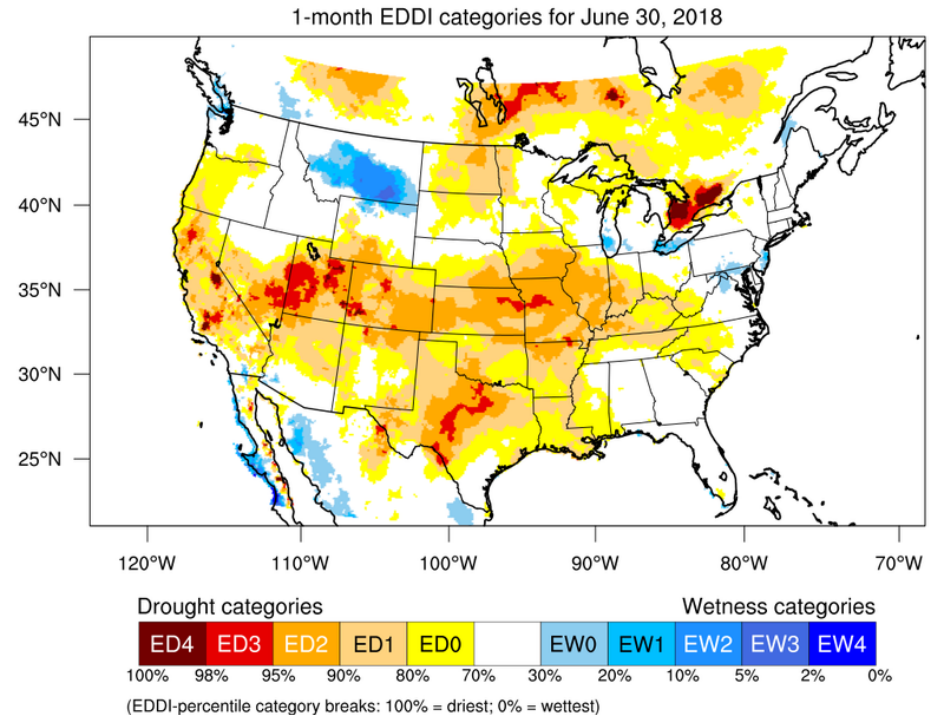 1-month EDDI categories for June 30, 2018
45°N
40°N
35°N
30°N
25°N
120°W 110°W 100°W 90°W 80°W 70°W
Drought categories Wetness categories
ED4 ED3 ED2 ED1 ED0 EW0 EW1 EW2 EW3 EW4
100% 98% 95% 90% 80% 70% 30% 20% 10% 5% 2% 0%
(EDDI-percentile category breaks: 100% = driest; 0% = wettest)